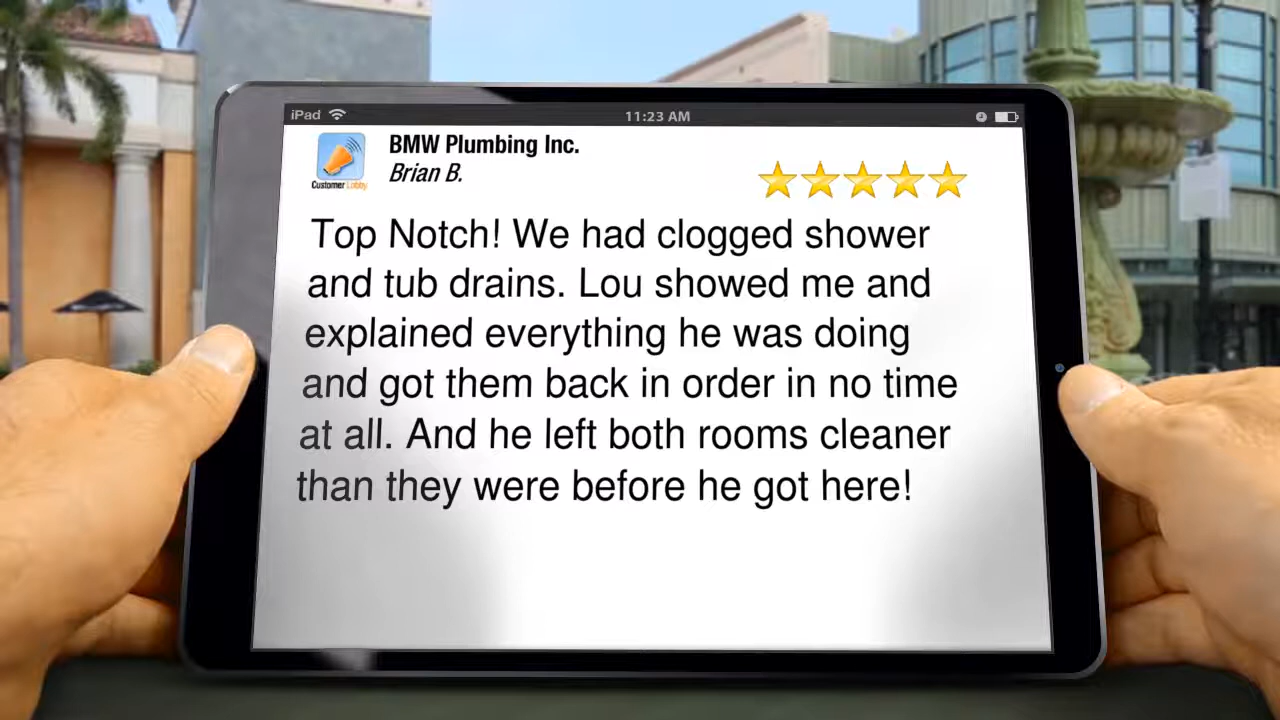 iPad 11:23 AM
BMW Plumbing Inc.
Customer Lobby
Brian B.
Top Notch! We had clogged shower
and tub drains. Lou showed me and
explained everything he was doing
and got them back in order in no time
at all. And he left both rooms cleaner
than they were before he got here!